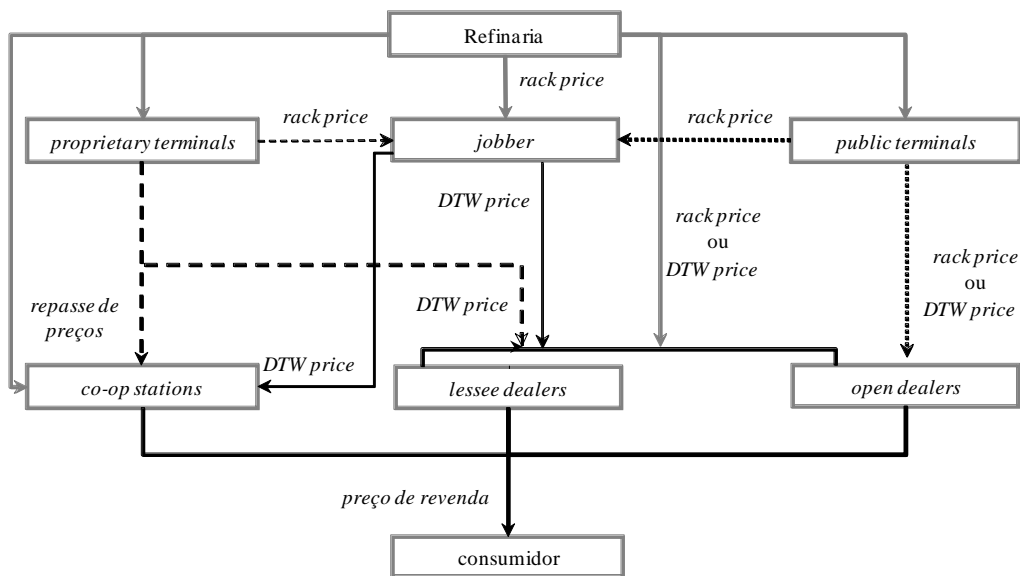 Refinaria
rack price
rack price
rack price
proprietary terminals
jobber
public terminals
DTW price
rack price
ou
DTW price
rack price
ou
DTW price
repasse de
preços
DTW price
DTW price
co-op stations
lessee dealers
open dealers
preço de revenda
consumidor